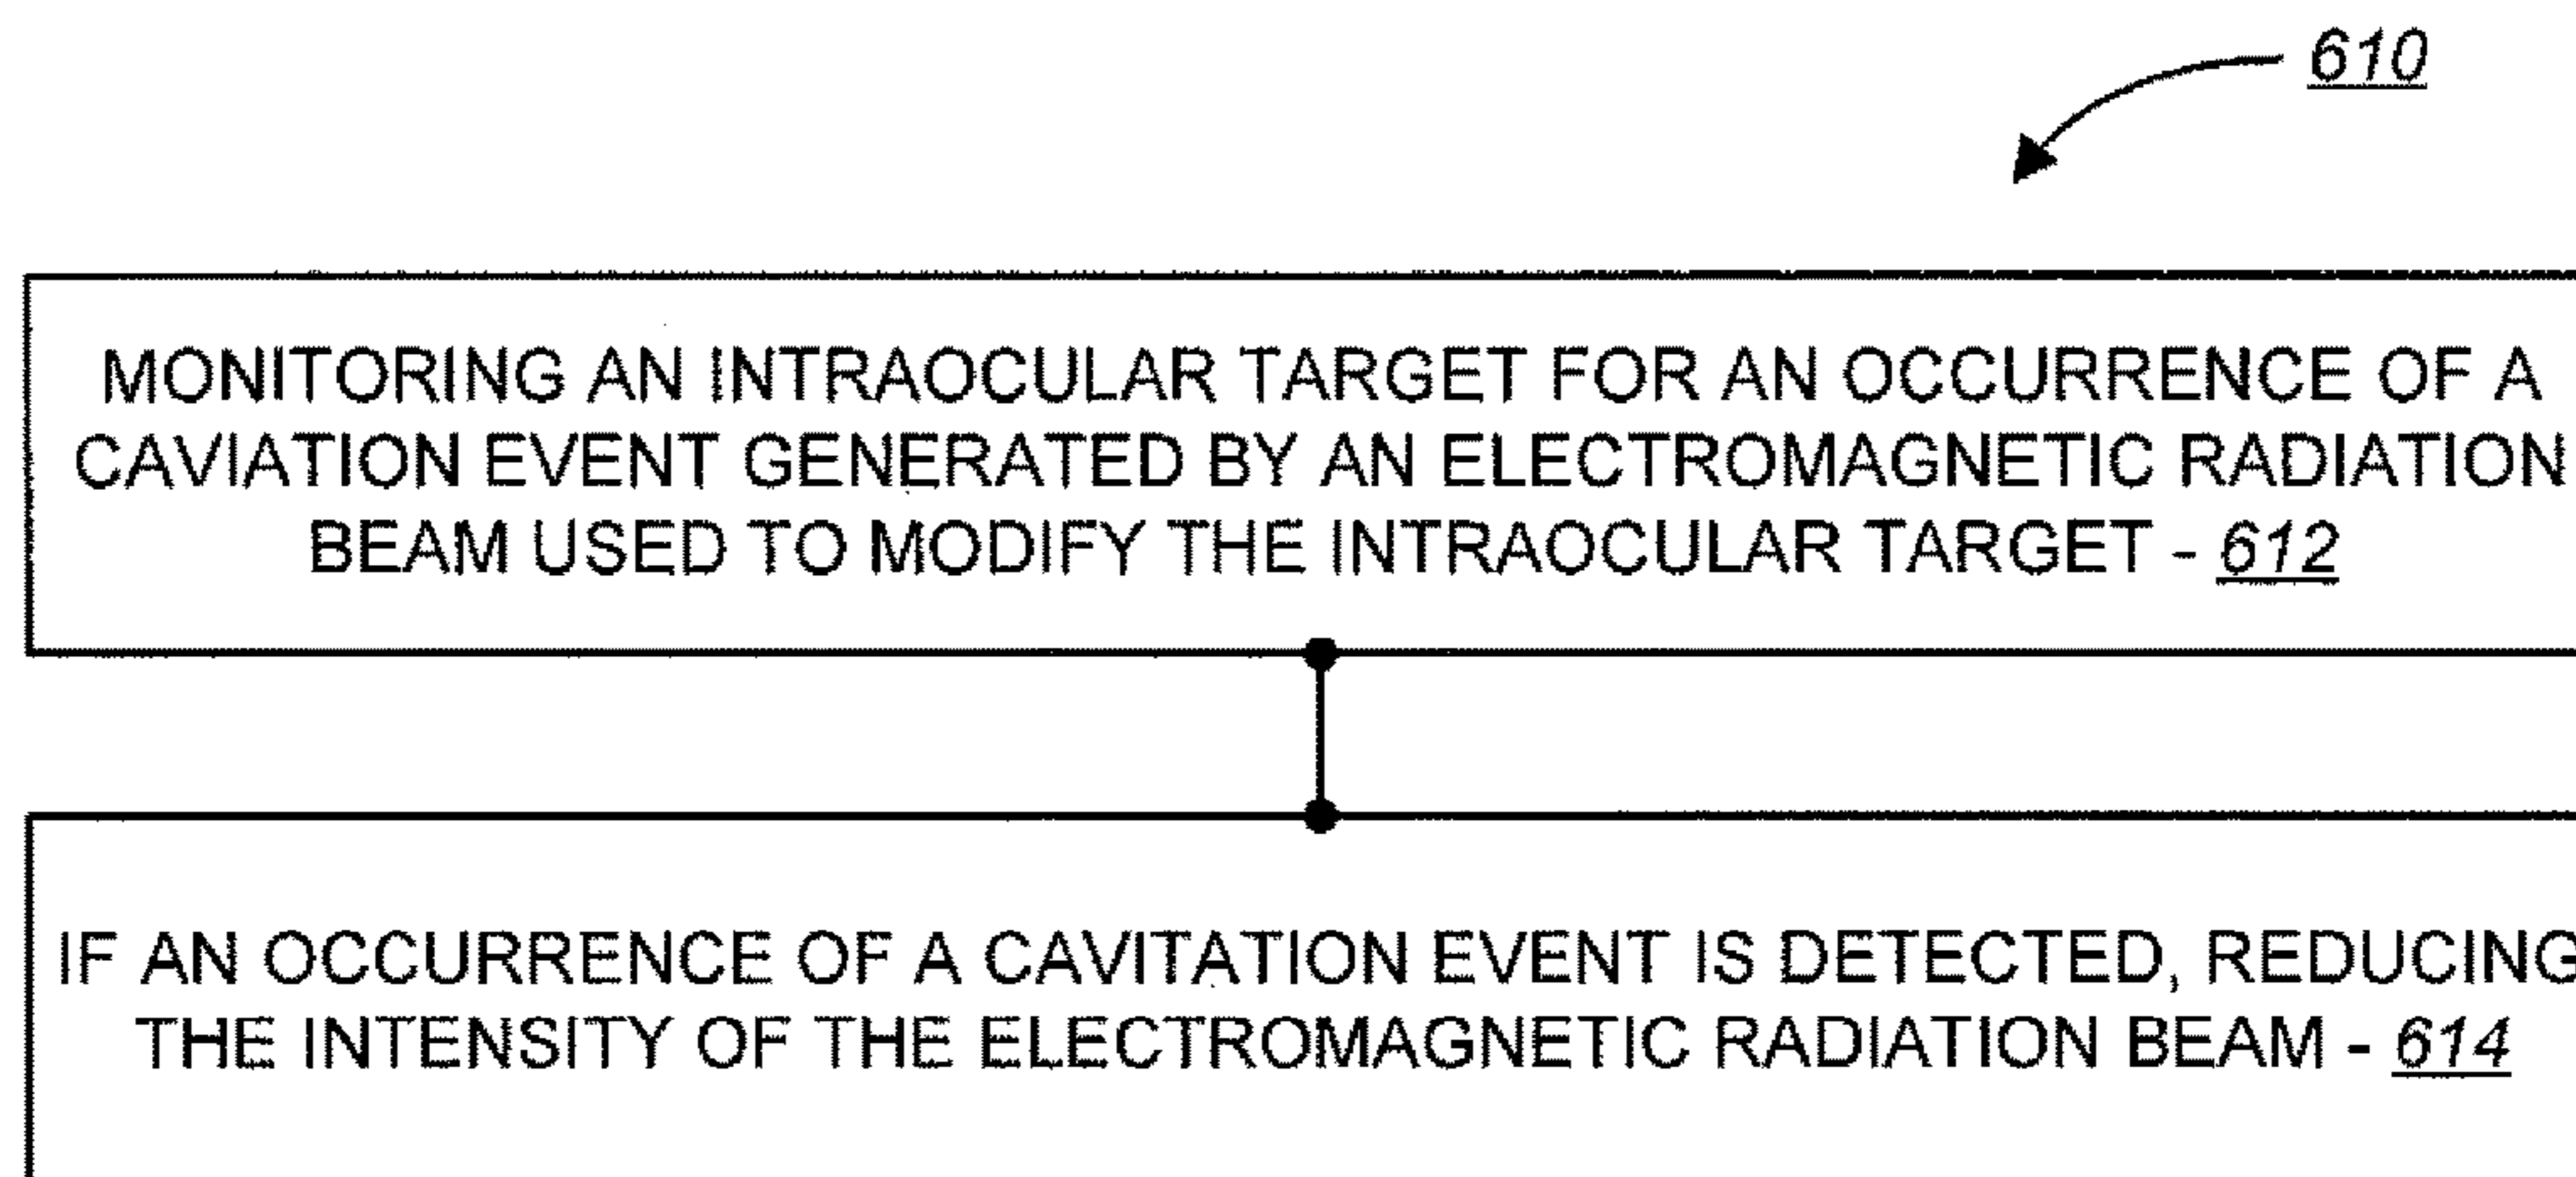 610
MONITORING AN INTRAOCULAR TARGET FOR AN OCCURRENCE OF A
CAVIATION EVENT GENERATED BY AN ELECTROMAGNETIC RADIATION
BEAM USED TO MODIFY THE INTRAOCULAR TARGET - 612
IF AN OCCURRENCE OF A CAVITATION EVENT IS DETECTED, REDUCING
THE INTENSITY OF THE ELECTROMAGNETIC RADIATION BEAM - 614